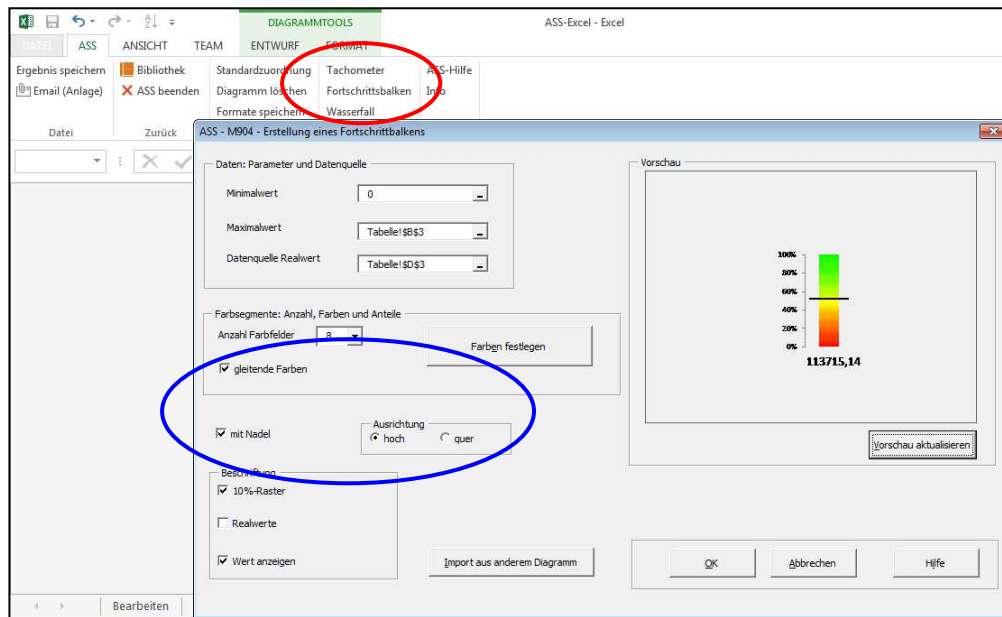 DIAGRAMMTOOLS
ASS-Excel - Excel
DATEI ASS ANSICHT TEAM ENTWURF FORMAT
Ergebnis speichern Bibliothek Standardzuordnung Tachometer ASS-Hilfe
Email (Anlage) ASS beenden Diagramm löschen Fortschrittsbalken Info
Formate speichern Wasserfall
Datei Zurück
ASS - M904 - Erstellung eines Fortschrittbalkens
Daten: Parameter und Datenquelle
Minimalwert 0
Maximalwert Tabelle!$B$3
Datenquelle Realwert Tabelle!$D$3
Farbsegmente: Anzahl, Farben und Anteile
Anzahl Farbfelder 8
Farben festlegen
gleitende Farben
mit Nadel
Ausrichtung
hoch quer
Beschriftung
10%-Raster
Realwerte
Wert anzeigen
Import aus anderem Diagramm
Vorschau
100%
80%
60%
40%
20%
0%
113715,14
Vorschau aktualisieren
OK Abbrechen Hilfe
Bearbeiten